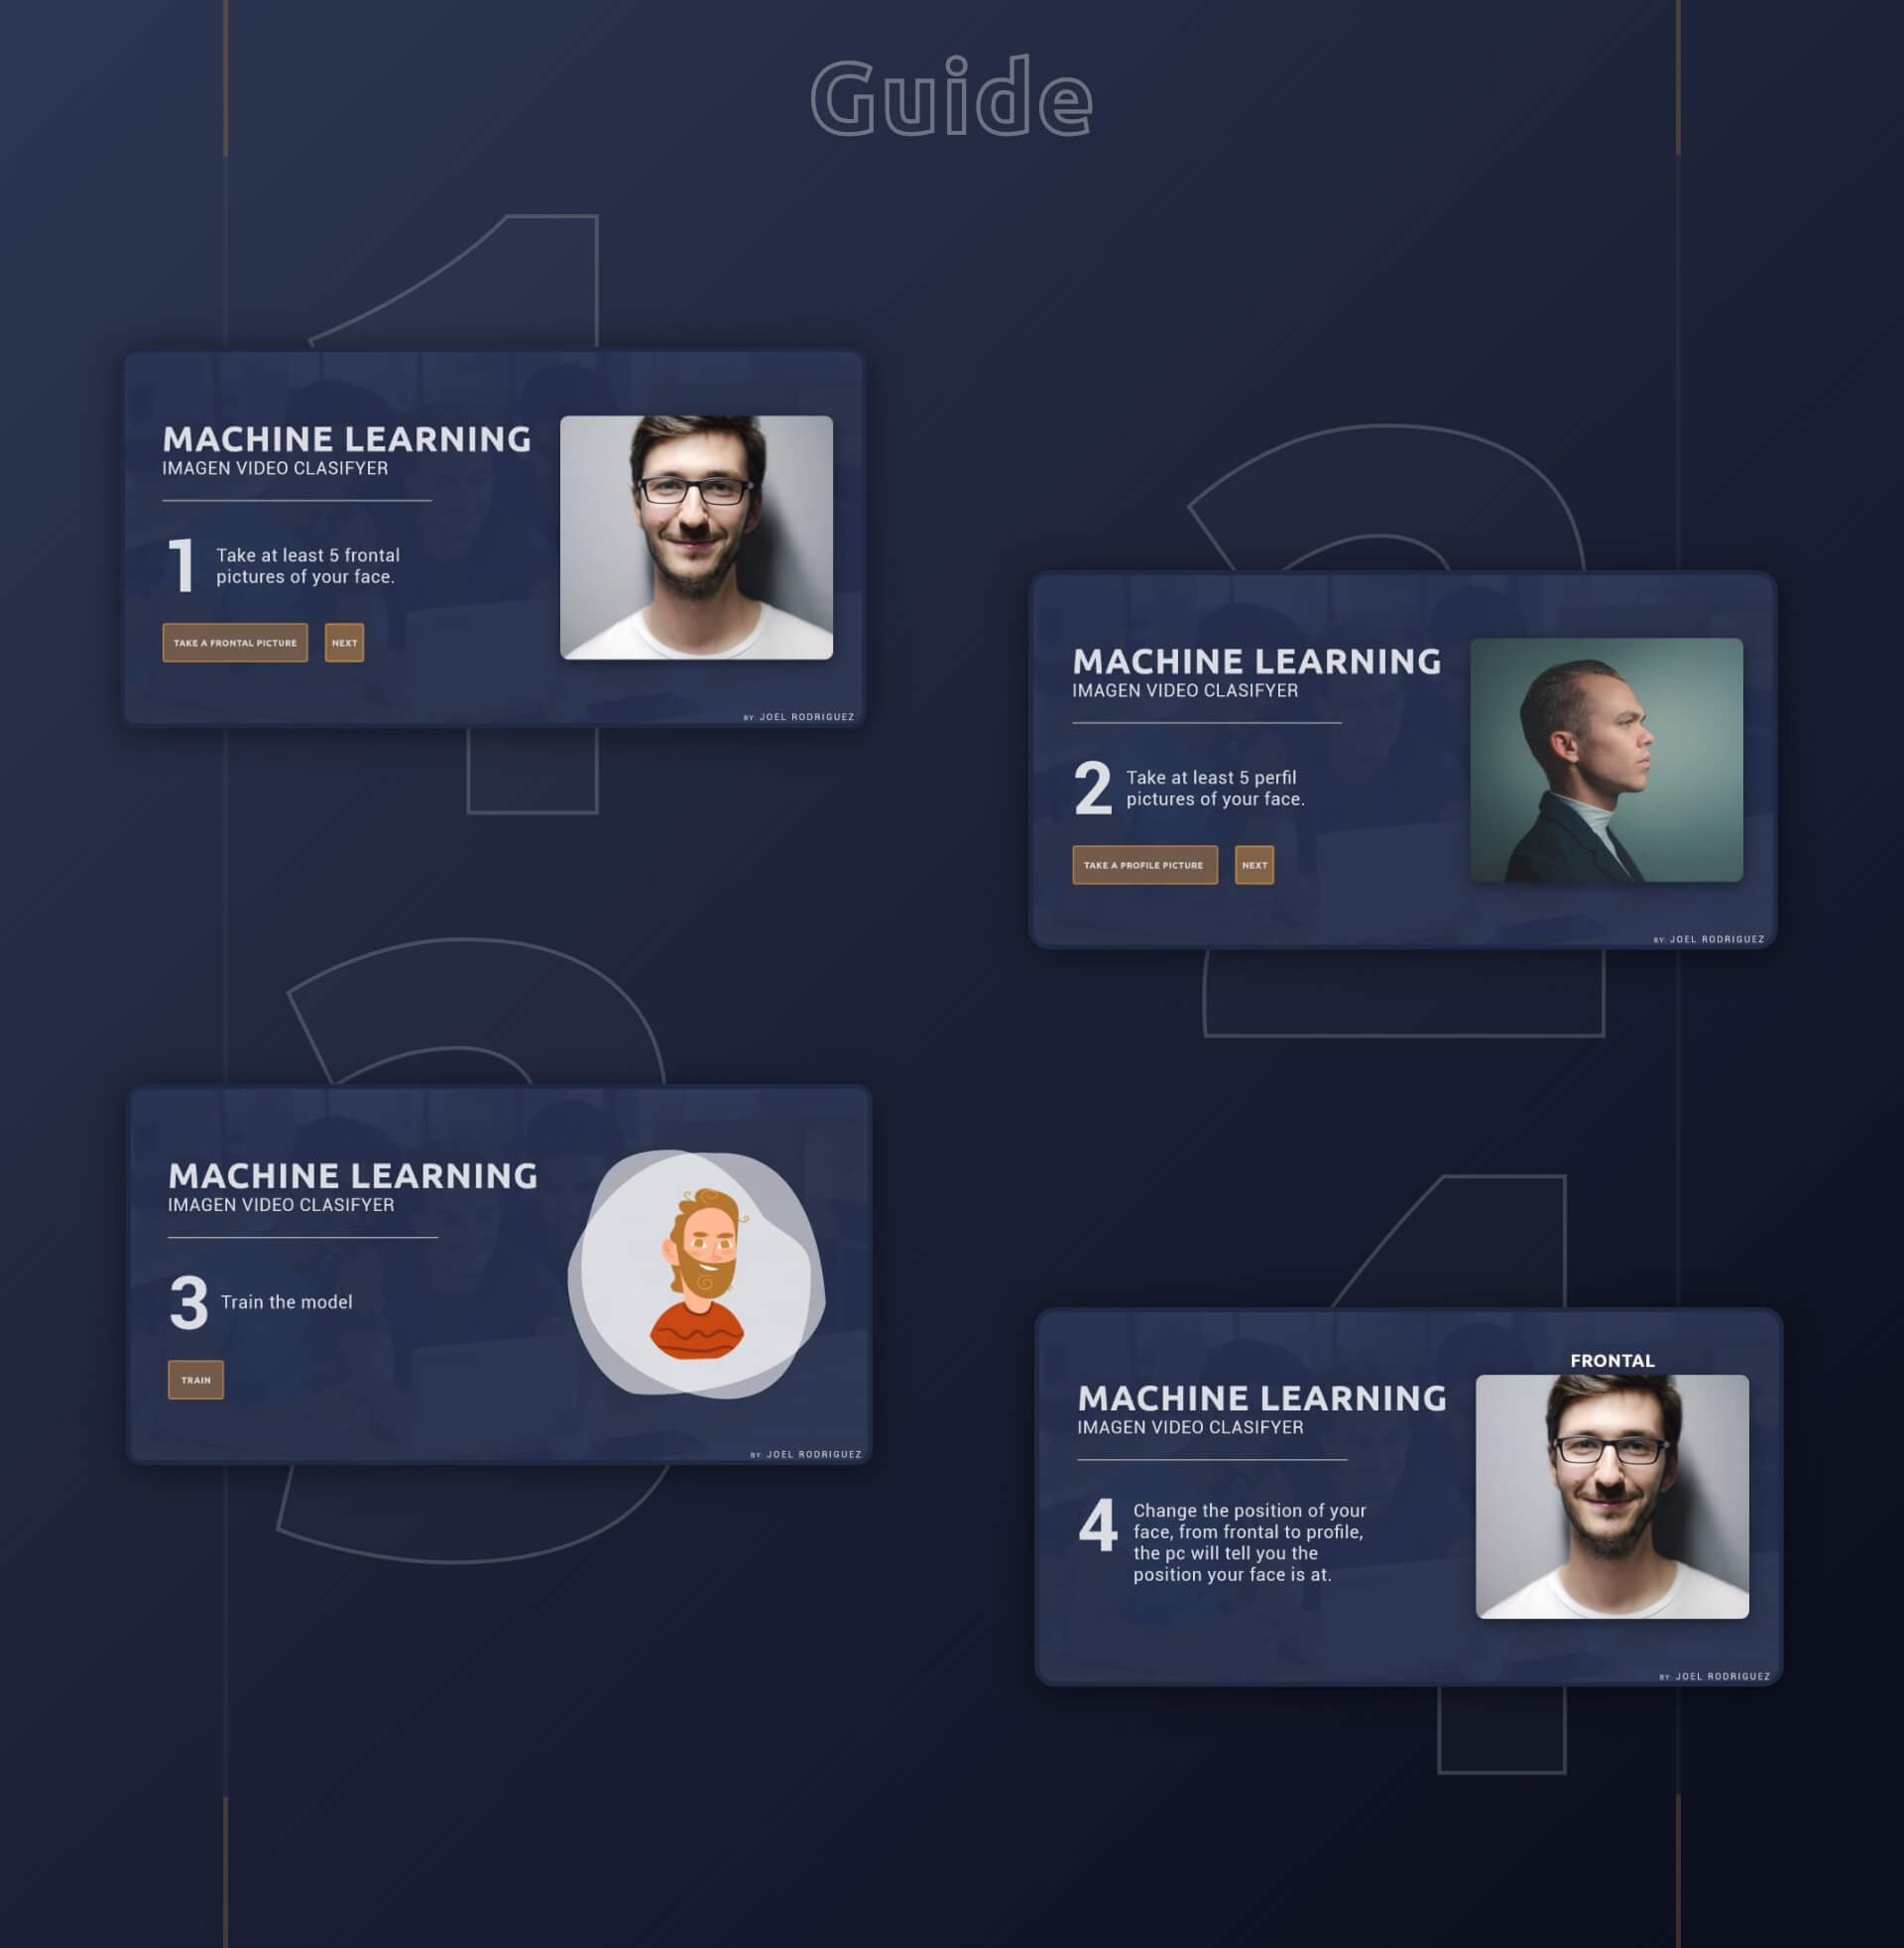 Guide
1
MACHINE LEARNING
IMAGEN VIDEO CLASIFYER
1
Take at least 5 frontal
pictures of your face.
TAKE A FRONTAL PICTURE
NEXT
BY: JOEL RODRIGUEZ
2
MACHINE LEARNING
IMAGEN VIDEO CLASIFYER
2
Take at least 5 perfil
pictures of your face.
TAKE A PROFILE PICTURE
NEXT
BY: JOEL RODRIGUEZ
3
MACHINE LEARNING
IMAGEN VIDEO CLASIFYER
3
Train the model
TRAIN
BY: JOEL RODRIGUEZ
4
FRONTAL
MACHINE LEARNING
IMAGEN VIDEO CLASIFYER
4
Change the position of your
face, from frontal to profile,
the pc will tell you the
position your face is at.
BY: JOEL RODRIGUEZ